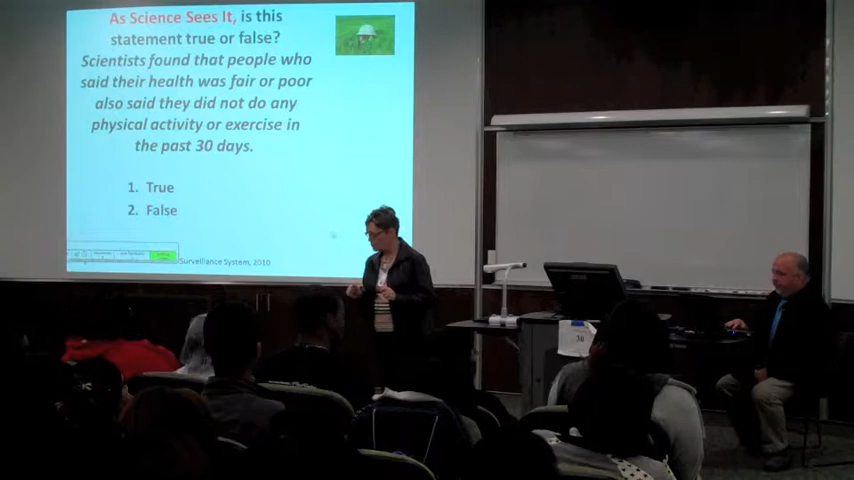 As Science Sees It, is this
statement true or false?
Scientists found that people who
said their health was fair or poor
also said they did not do any
physical activity or exercise in
the past 30 days.
1. True
2. False
Surveillance System, 2010
36